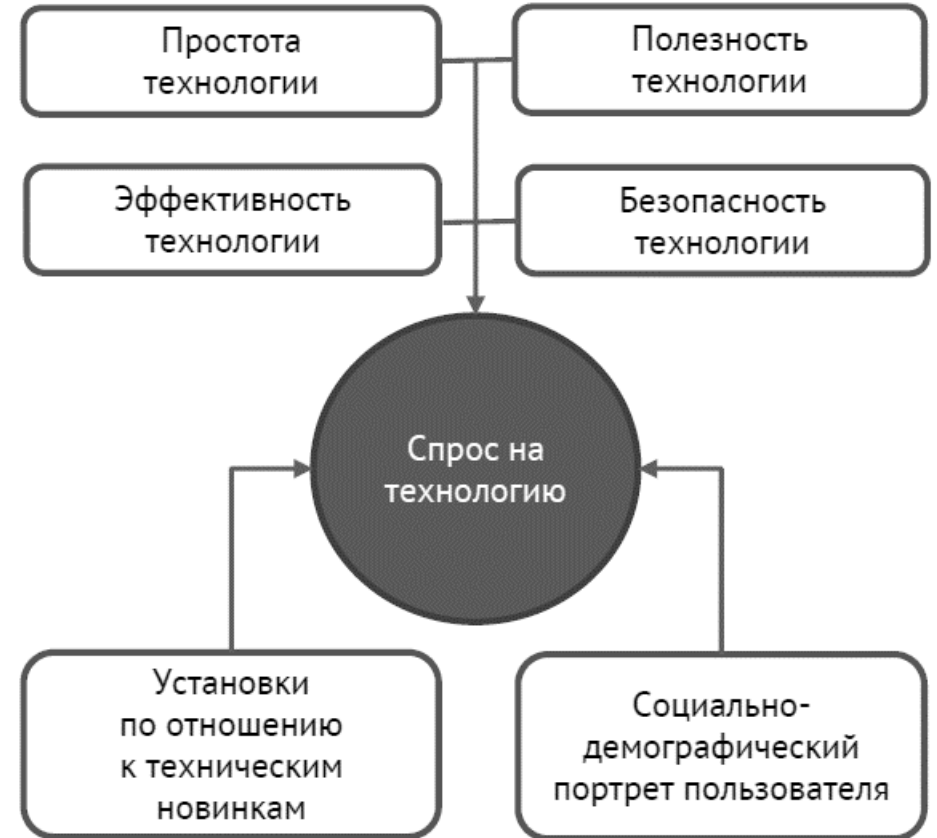 Простота
технологии
Полезность
технологии
Эффективность
технологии
Безопасность
технологии
Спрос на
технологию
Установки
по отношению
к техническим
новинкам
Социально-
демографический
портрет пользователя